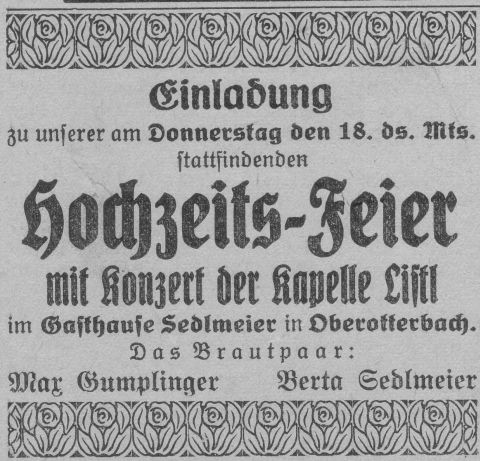 Einladung
zu unserer am Donnerstag den 18. ds. Mts.
stattfindenden
Hochzeits-Feier
mit Konzert der Kapelle Listl
im Gasthause Sedlmeier in Oberotterbach.
Das Brautpaar:
Max Gumplinger Berta Sedlmeier